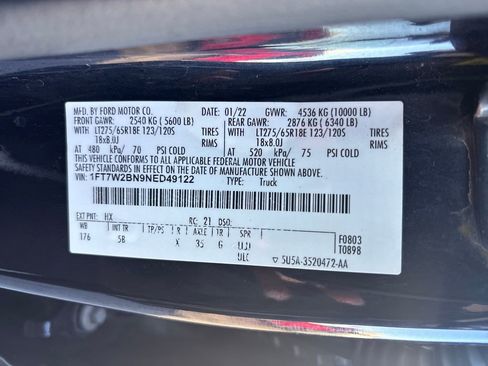 MFD. BY FORD MOTOR CO. DATE: 01/22 GVWR: 4536 KG (10000 LB)
FRONT GAWR: 2540 KG (5600 LB) REAR GAWR: 2876 KG (6340 LB)
WITH LT275/65R18E 123/120S TIRES WITH LT275/65R18E 123/120S TIRES
18x8.0J RIMS 18x8.0J RIMS
AT 480 kPa/ 70 PSI COLD AT 520 kPa/ 75 PSI COLD
THIS VEHICLE CONFORMS TO ALL APPLICABLE FEDERAL MOTOR VEHICLE
SAFETY STANDARDS IN EFFECT ON THE DATE OF MANUFACTURE SHOWN ABOVE.
VIN: 1FT7W2BN9NED49122 TYPE: Truck
EXT PNT: HX RC: 21 DSO: F0803
WB BRK INT TR TP/PS R AXLE TR SPR T0898
176 5B X 35 G UJJ
ULC 5U5A-3520472-AA